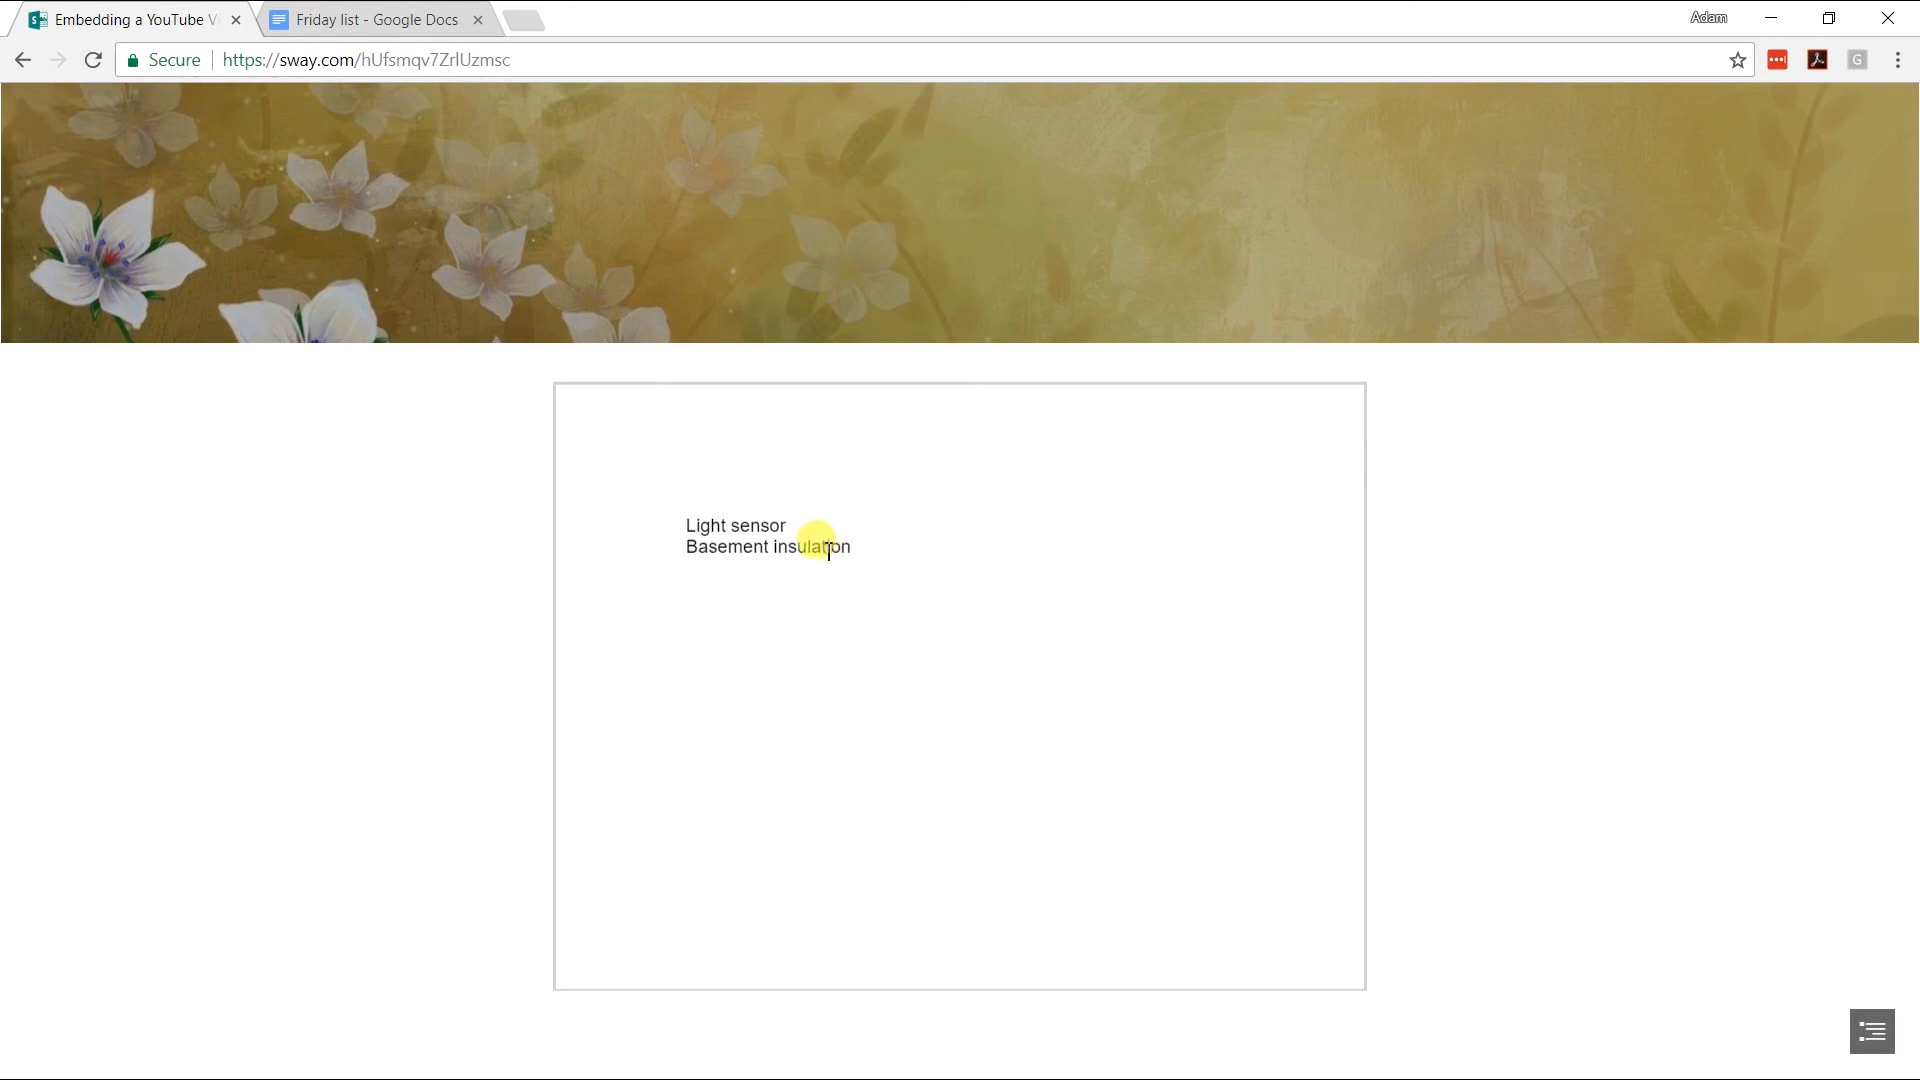 Embedding a YouTube V
Friday list - Google Docs
Adam
Secure
https://sway.com/hUfsmqv7ZrlUzmsc
G
Light sensor
Basement insulation